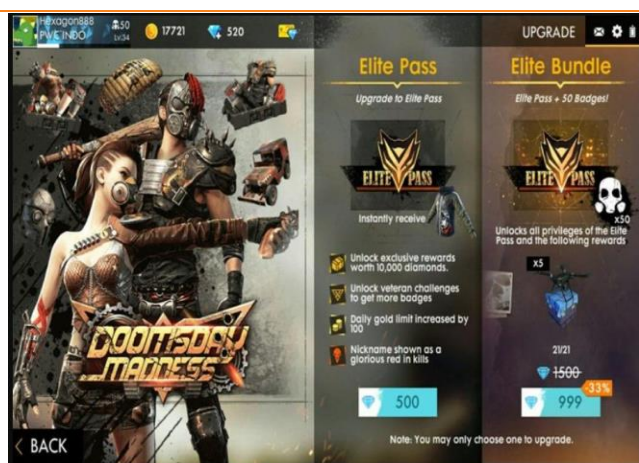 Hexagon888
PWE INDO
50
Lv.34
17721
520
UPGRADE
DOOMSDAY
MADNESS
BACK
Elite Pass
Upgrade to Elite Pass
ELITE PASS
Instantly receive
Unlock exclusive rewards
worth 10,000 diamonds.
Unlock veteran challenges
to get more badges
Daily gold limit increased by
100
Nickname shown as a
glorious red in kills
500
Elite Bundle
Elite Pass + 50 Badges!
ELITE PASS
x50
Unlocks all privileges of the Elite
Pass and the following rewards
x5
21/21
1500
-33%
999
Note: You may only choose one to upgrade.